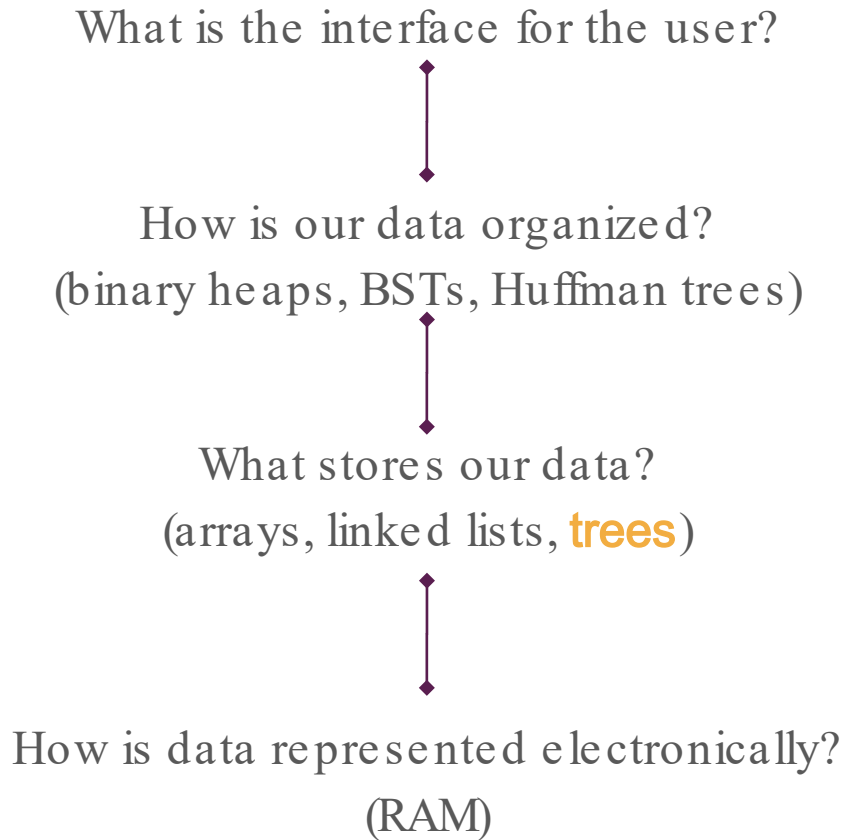 What is the interface for the user?
How is our data organized?
(binary heaps, BSTs, Huffman trees)
What stores our data?
(arrays, linked lists, trees)
How is data represented electronically?
(RAM)